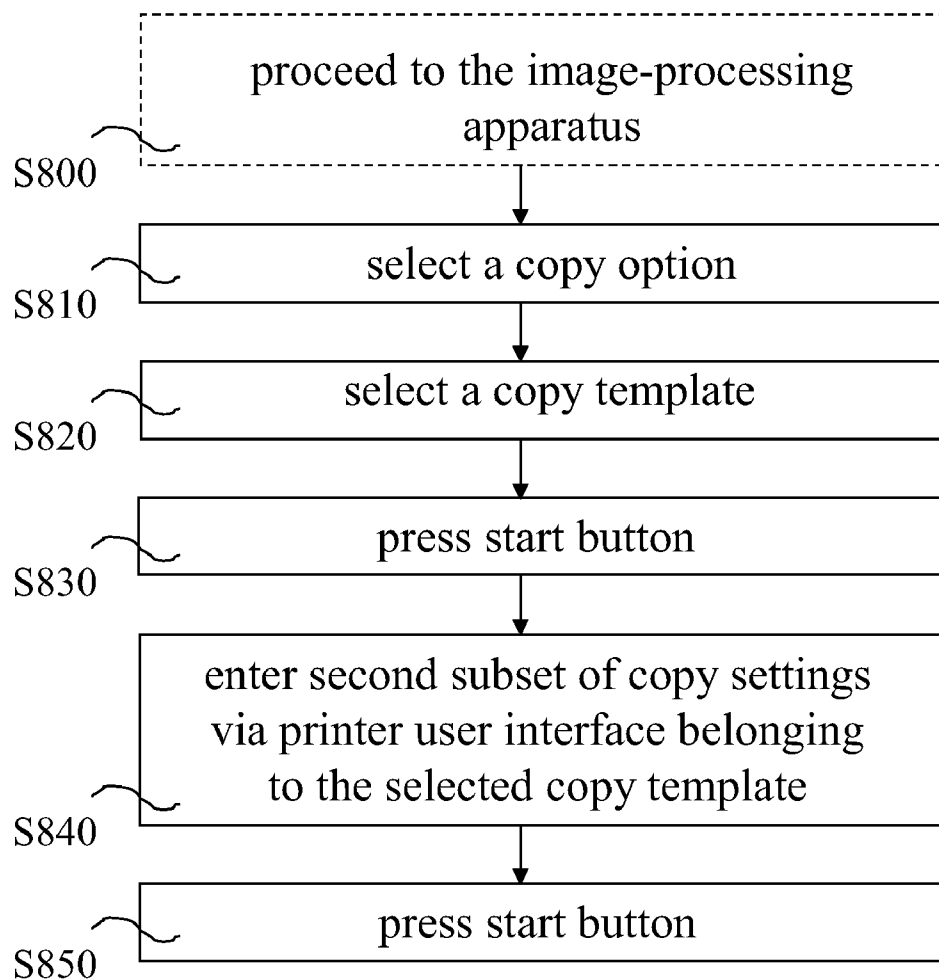 proceed to the image-processing
apparatus
S800
select a copy option
S810
select a copy template
S820
press start button
S830
enter second subset of copy settings
via printer user interface belonging
to the selected copy template
S840
press start button
S850